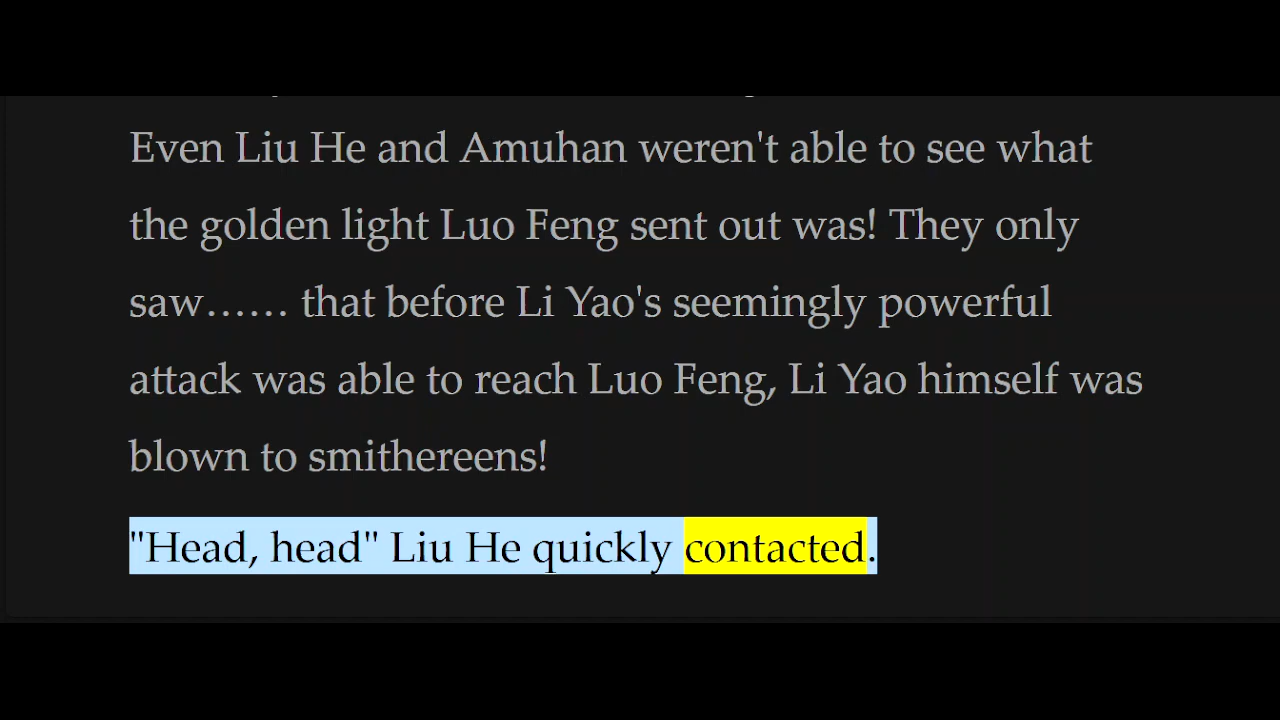 Even Liu He and Amuhan weren't able to see what
the golden light Luo Feng sent out was! They only
saw…… that before Li Yao's seemingly powerful
attack was able to reach Luo Feng, Li Yao himself was
blown to smithereens!
"Head, head" Liu He quickly contacted.